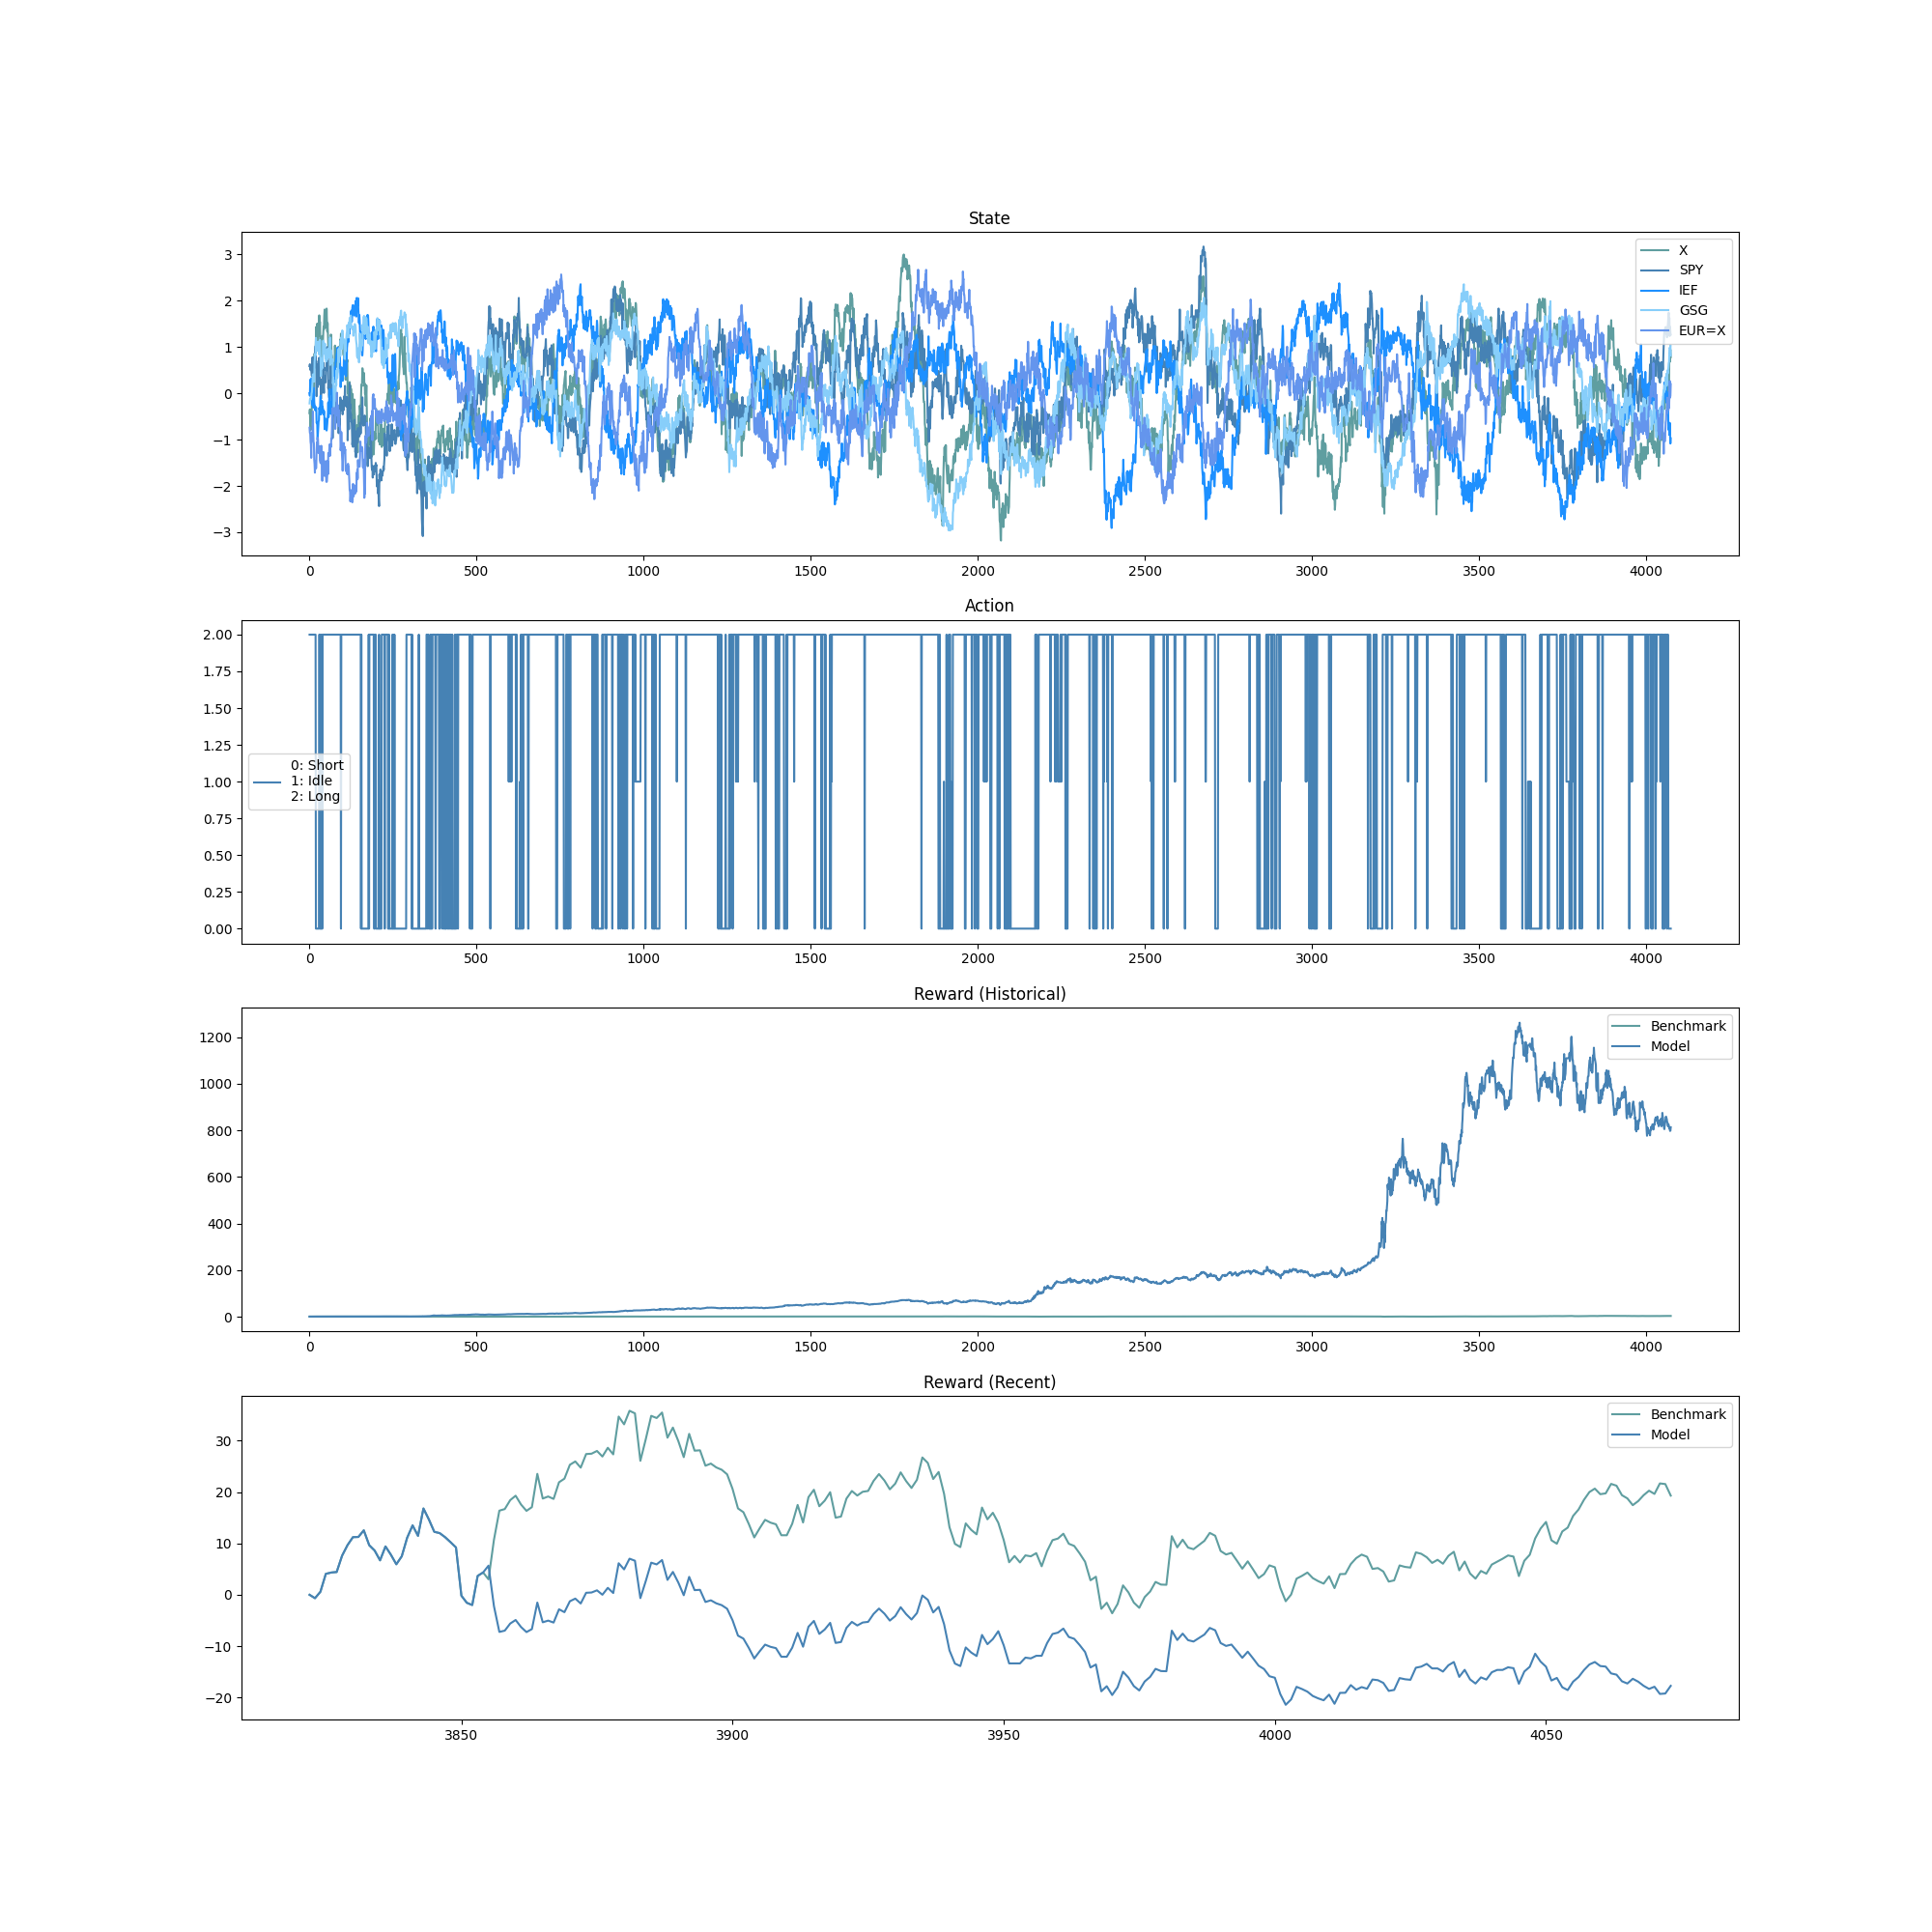 State
3
2
1
0
−1
−2
−3
X
SPY
IEF
GSG
EUR=X
0 500 1000 1500 2000 2500 3000 3500 4000
Action
2.00
1.75
1.50
1.25
1.00
0.75
0.50
0.25
0.00
0: Short
1: Idle
2: Long
0 500 1000 1500 2000 2500 3000 3500 4000
Reward (Historical)
1200
1000
800
600
400
200
0
Benchmark
Model
0 500 1000 1500 2000 2500 3000 3500 4000
Reward (Recent)
30
20
10
0
−10
−20
Benchmark
Model
3850 3900 3950 4000 4050